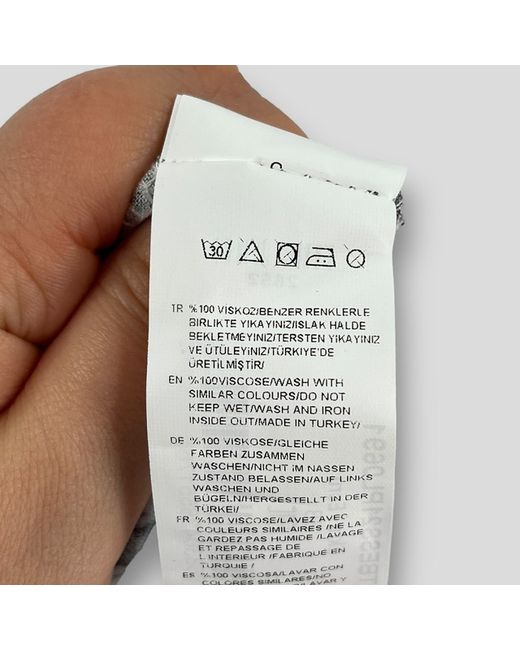 30
TR %100 VISKOZ/BENZER RENKLERLE
BIRLIKTE YIKAYINIZ/ISLAK HALDE
BEKLETMEYINIZ/TERSTEN YIKAYINIZ
VE ÜTÜLEYINIZ/TÜRKIYE'DE
ÜRETILMIŞTIR/
EN %100VISCOSE/WASH WITH
SIMILAR COLOURS/DO NOT
KEEP WET/WASH AND IRON
INSIDE OUT/MADE IN TURKEY/
DE %100 VISKOSE/GLEICHE
FARBEN ZUSAMMEN
WASCHEN/NICHT IM NASSEN
ZUSTAND BELASSEN/AUF LINKS
WASCHEN UND
BÜGELN/HERGESTELLT IN DER
TÜRKEI/
FR %100 VISCOSE/LAVEZ AVEC
COULEURS SIMILAIRES /NE LA
GARDEZ PAS HUMIDE /LAVAGE
ET REPASSAGE DE
L'INTERIEUR /FABRIQUE EN
TURQUIE /
ES %100 VISCOSA/LAVAR CON
COLORES SIMILARES/NO